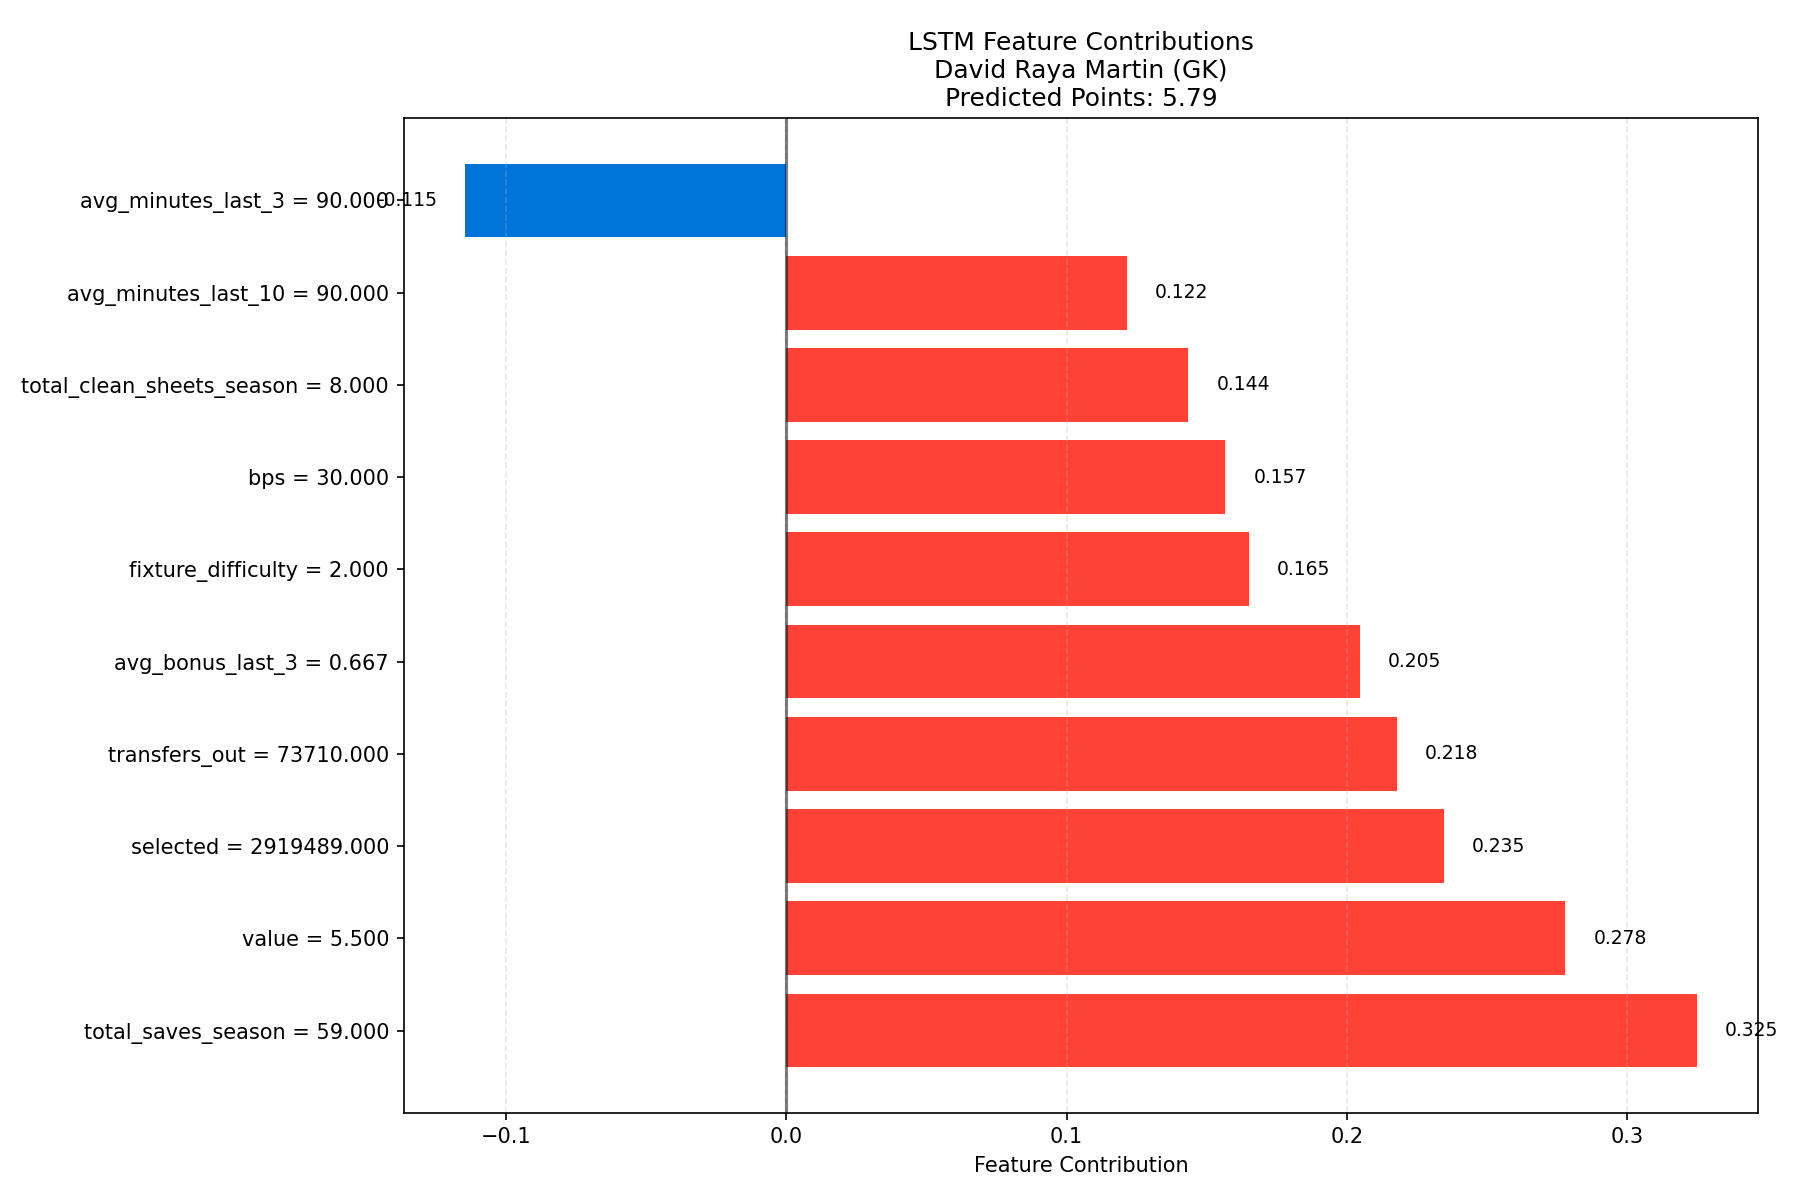 LSTM Feature Contributions
David Raya Martin (GK)
Predicted Points: 5.79
avg_minutes_last_3 = 90.000
-0.115
avg_minutes_last_10 = 90.000
0.122
total_clean_sheets_season = 8.000
0.144
bps = 30.000
0.157
fixture_difficulty = 2.000
0.165
avg_bonus_last_3 = 0.667
0.205
transfers_out = 73710.000
0.218
selected = 2919489.000
0.235
value = 5.500
0.278
total_saves_season = 59.000
0.325
−0.1 0.0 0.1 0.2 0.3
Feature Contribution